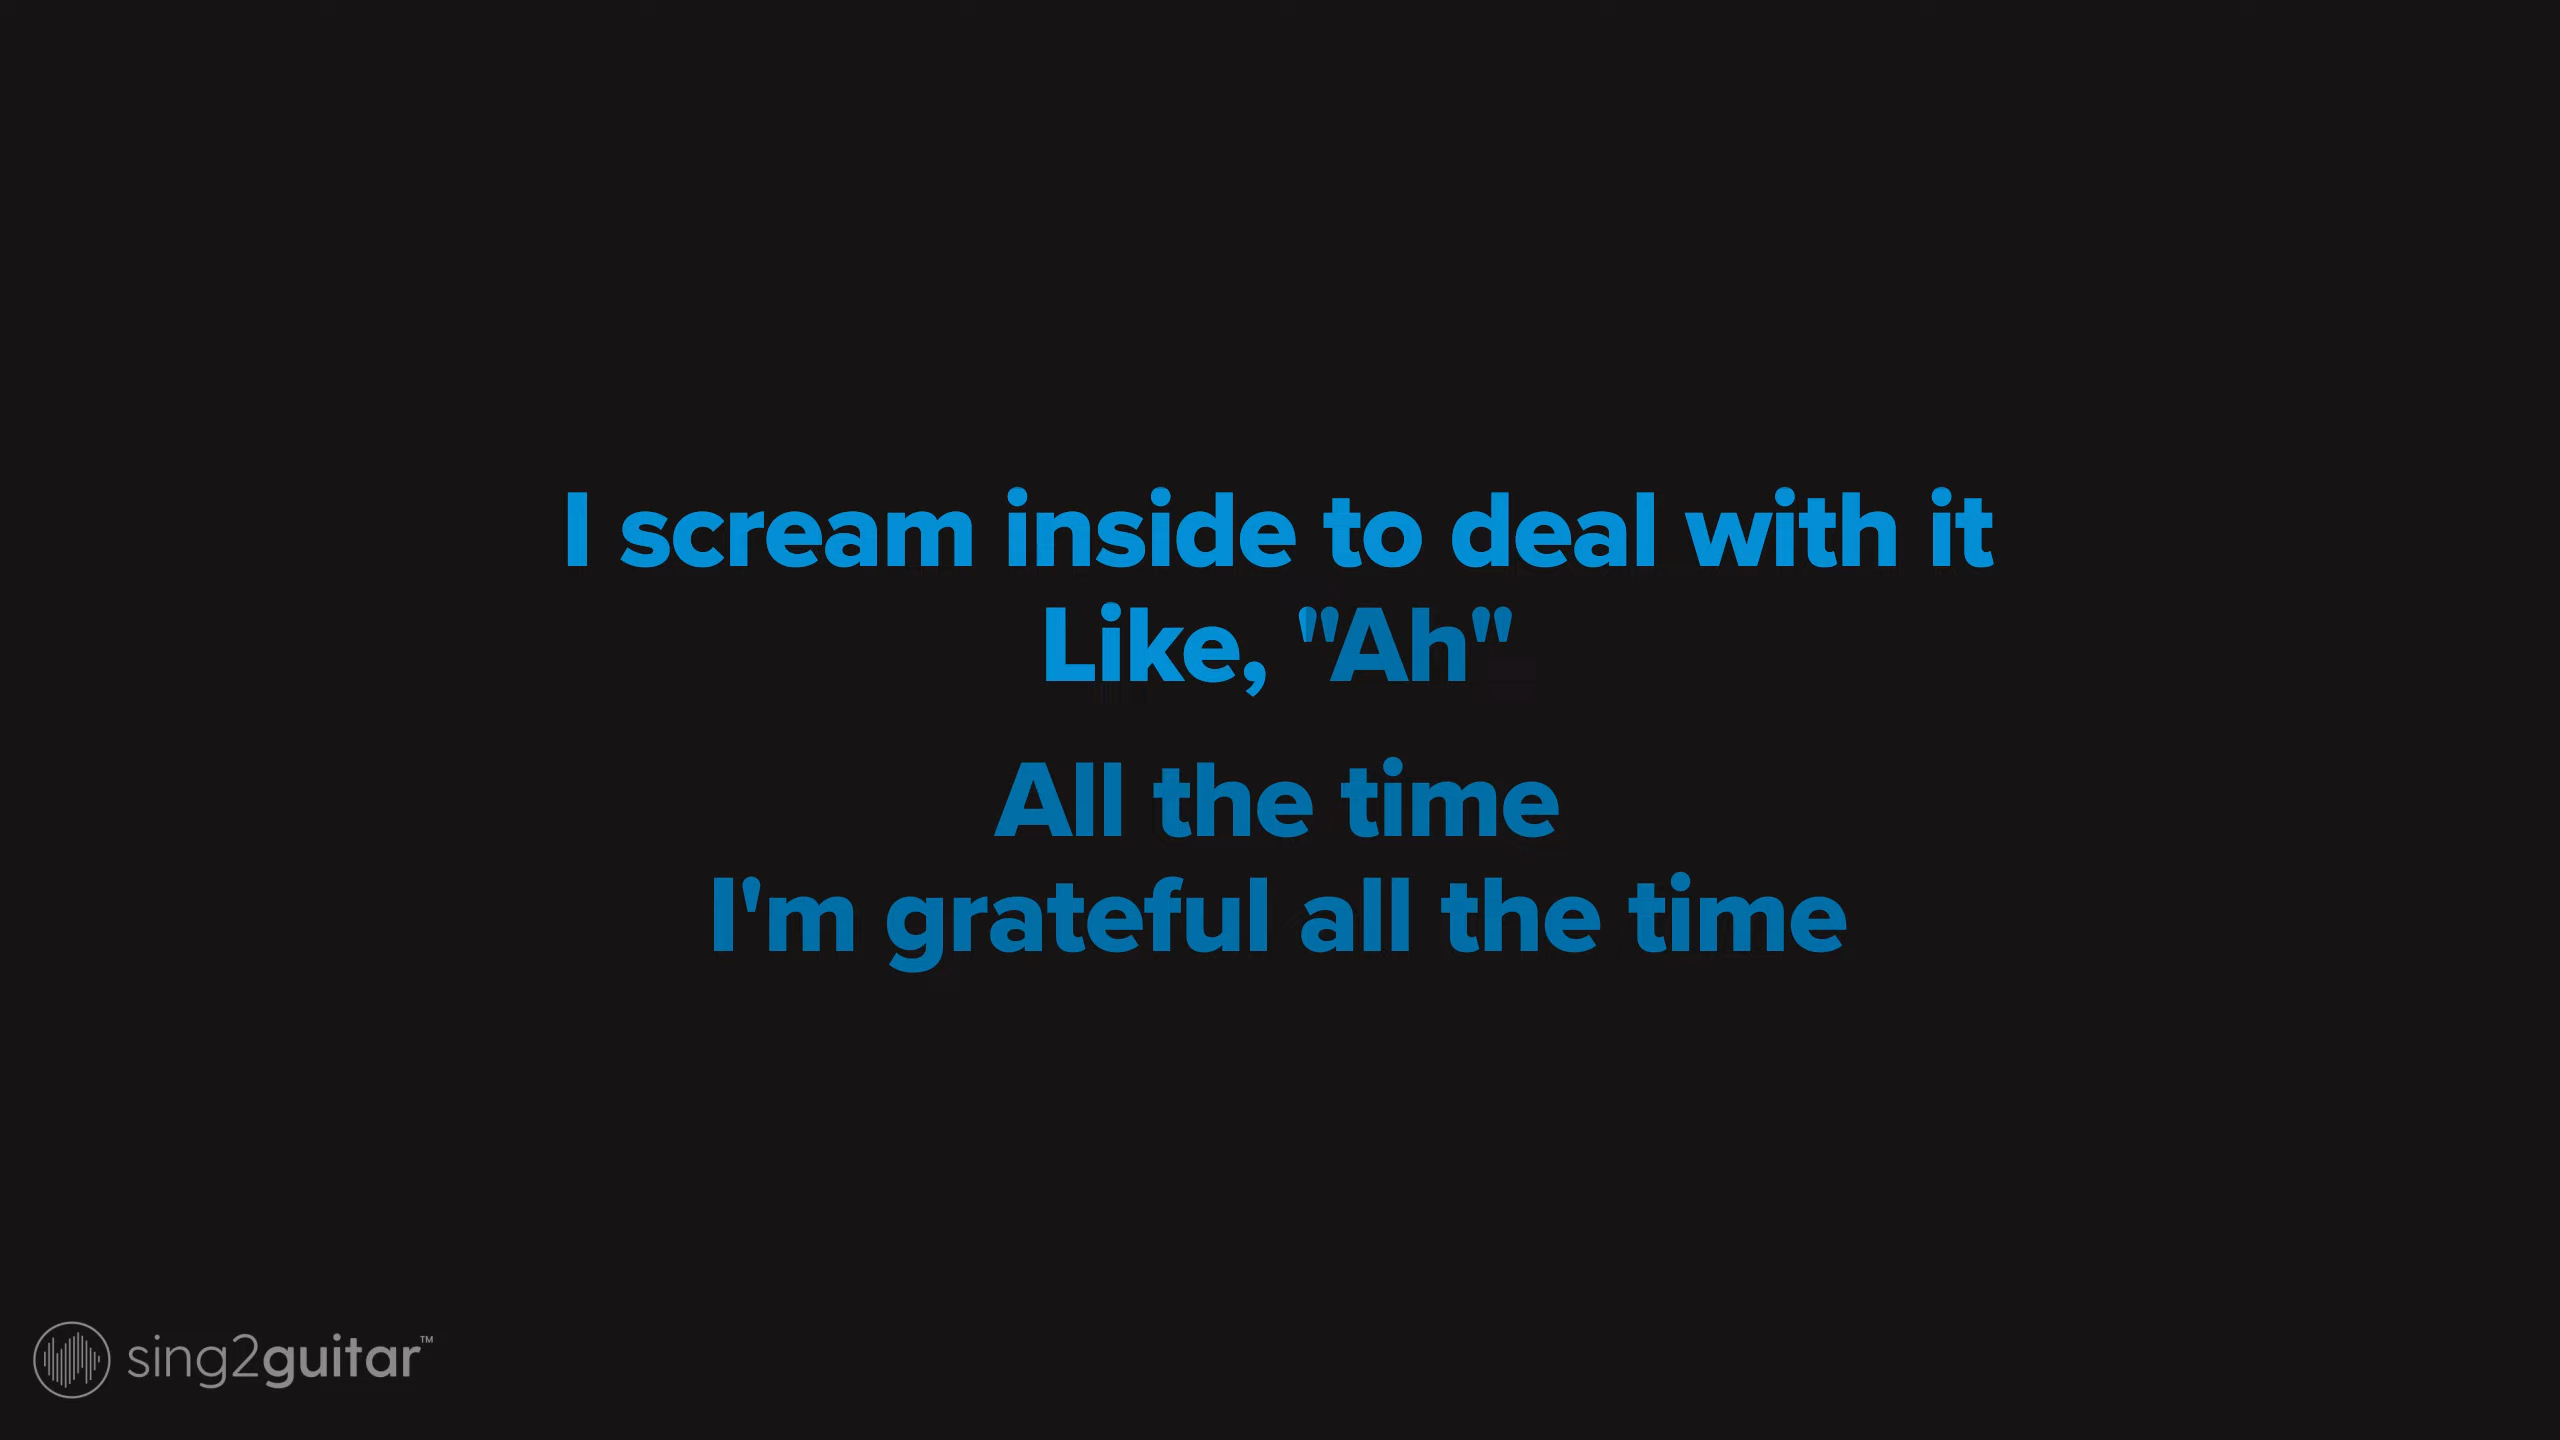 I scream inside to deal with it
Like, "Ah"
All the time
I'm grateful all the time
sing2guitar™